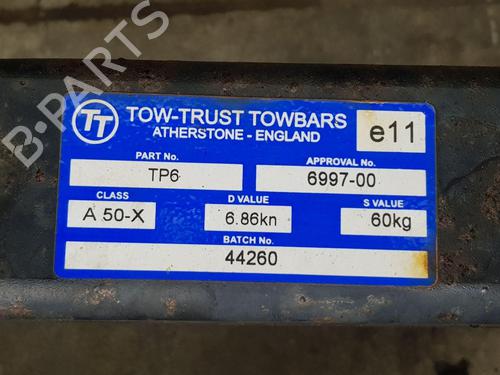 B-PARTS
TT
TOW-TRUST TOWBARS
ATHERSTONE - ENGLAND
e11
PART No.
APPROVAL No.
TP6
6997-00
CLASS
D VALUE
S VALUE
A 50-X
6.86kn
60kg
BATCH No.
44260